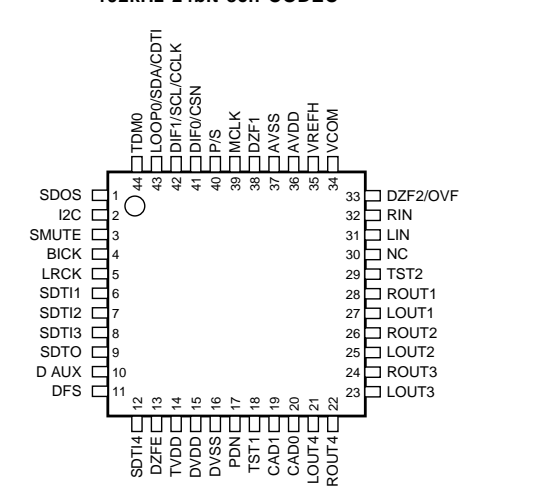 TDM0
LOOP0/SDA/CDTI
DIF1/SCL/CCLK
DIF0/CSN
P/S
MCLK
DZF1
AVSS
AVDD
VREFH
VCOM
44
43
42
41
40
39
38
37
36
35
34
SDOS 1
I2C 2
SMUTE 3
BICK 4
LRCK 5
SDTI1 6
SDTI2 7
SDTI3 8
SDTO 9
D AUX 10
DFS 11
33 DZF2/OVF
32 RIN
31 LIN
30 NC
29 TST2
28 ROUT1
27 LOUT1
26 ROUT2
25 LOUT2
24 ROUT3
23 LOUT3
12
13
14
15
16
17
18
19
20
21
22
SDTI4
DZFE
TVDD
DVDD
DVSS
PDN
TST1
CAD1
CAD0
LOUT4
ROUT4